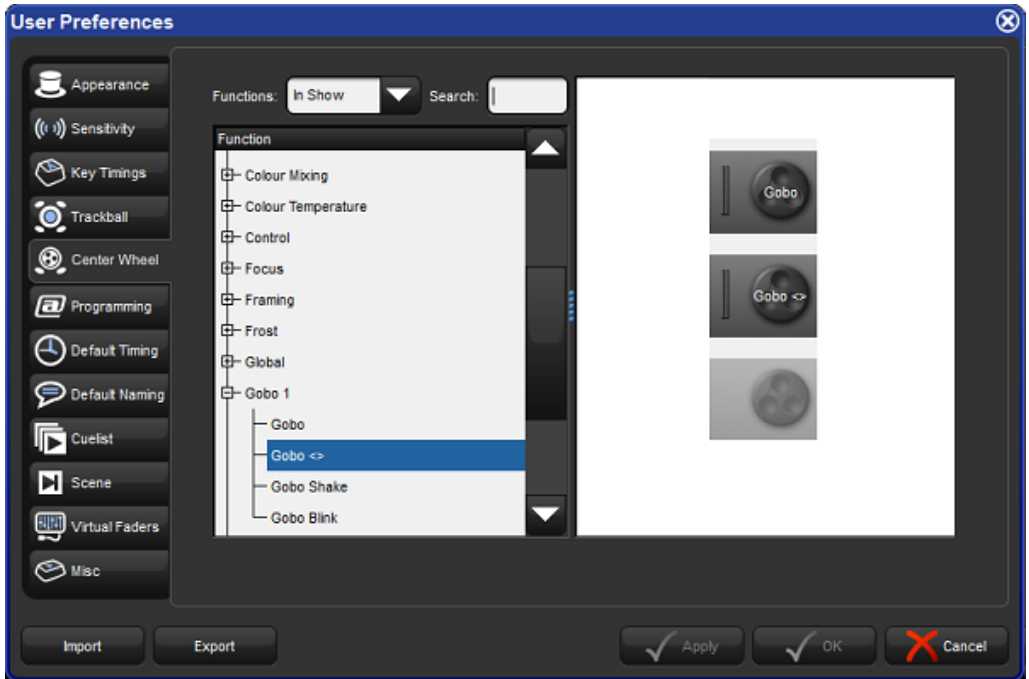 User Preferences
Appearance
Sensitivity
Key Timings
Trackball
Center Wheel
Programming
Default Timing
Default Naming
Cuelist
Scene
Virtual Faders
Misc
Functions: In Show Search:
Function
Colour Mixing
Colour Temperature
Control
Focus
Framing
Frost
Global
Gobo 1
Gobo
Gobo <>
Gobo Shake
Gobo Blink
Gobo
Gobo <>
Import
Export
Apply
OK
Cancel